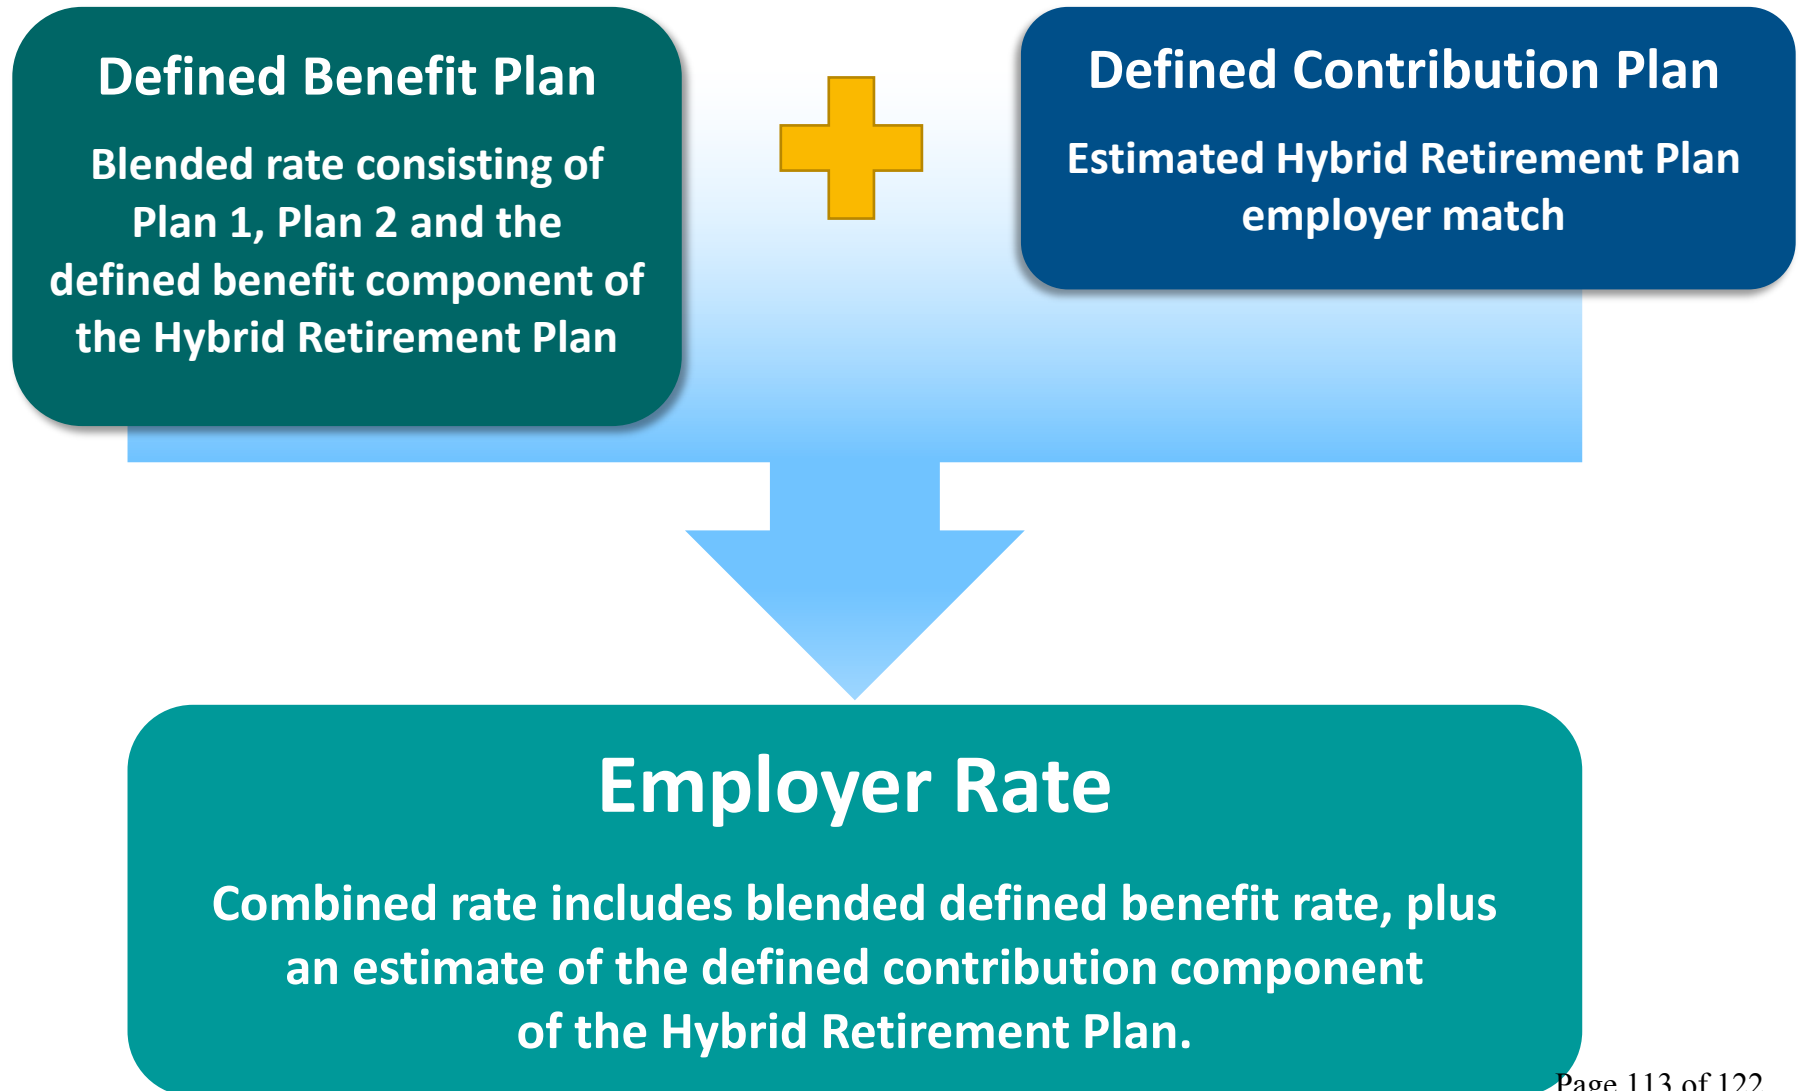 Defined Benefit Plan
Blended rate consisting of
Plan 1, Plan 2 and the
defined benefit component of
the Hybrid Retirement Plan
Defined Contribution Plan
Estimated Hybrid Retirement Plan
employer match
Employer Rate
Combined rate includes blended defined benefit rate, plus
an estimate of the defined contribution component
of the Hybrid Retirement Plan.
Page 113 of 122